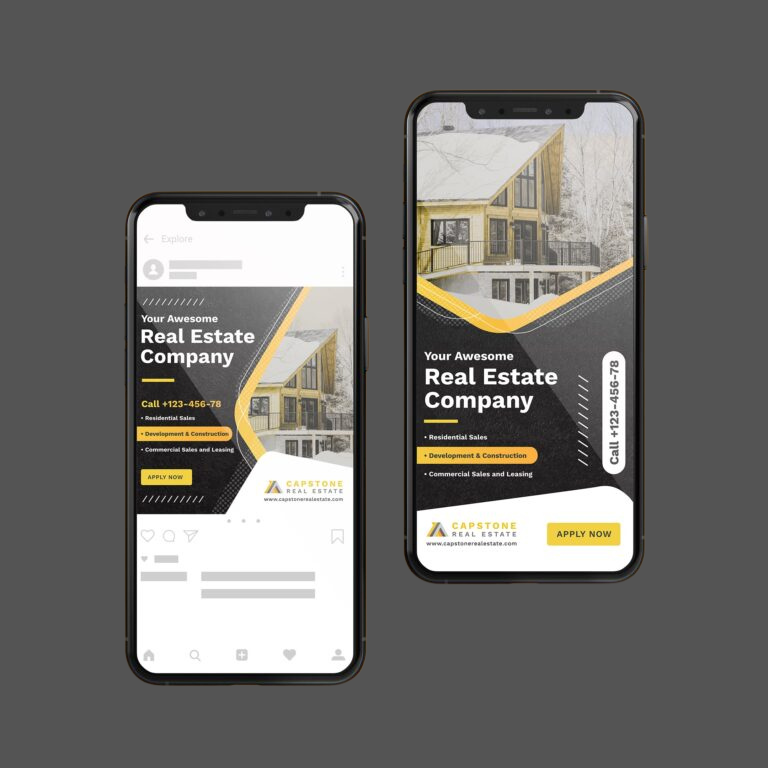 Explore
Your Awesome
Real Estate
Company
Call +123-456-78
• Residential Sales
• Development & Construction
• Commercial Sales and Leasing
APPLY NOW
CAPSTONE
REAL ESTATE
www.capstonerealestate.com
Your Awesome
Real Estate
Company
• Residential Sales
• Development & Construction
• Commercial Sales and Leasing
Call +123-456-78
CAPSTONE
REAL ESTATE
www.capstonerealestate.com
APPLY NOW